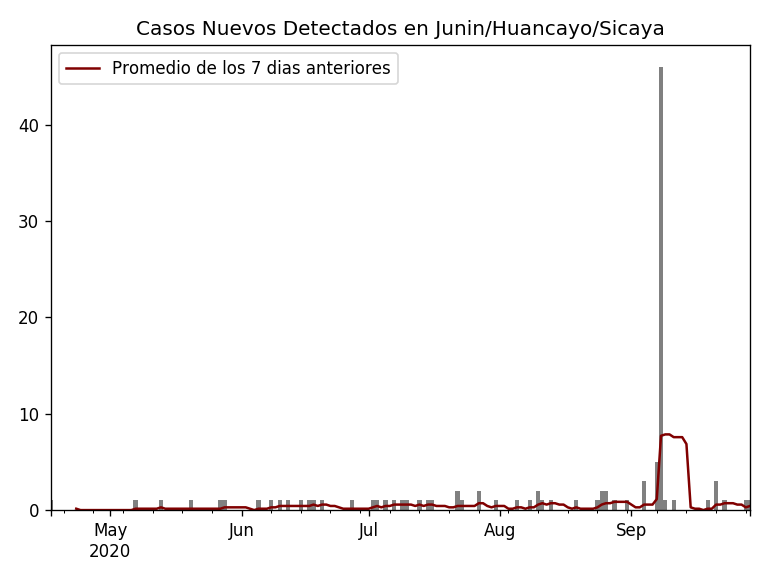 Casos Nuevos Detectados en Junin/Huancayo/Sicaya
Promedio de los 7 dias anteriores
40
30
20
10
0
May Jun Jul Aug Sep
2020